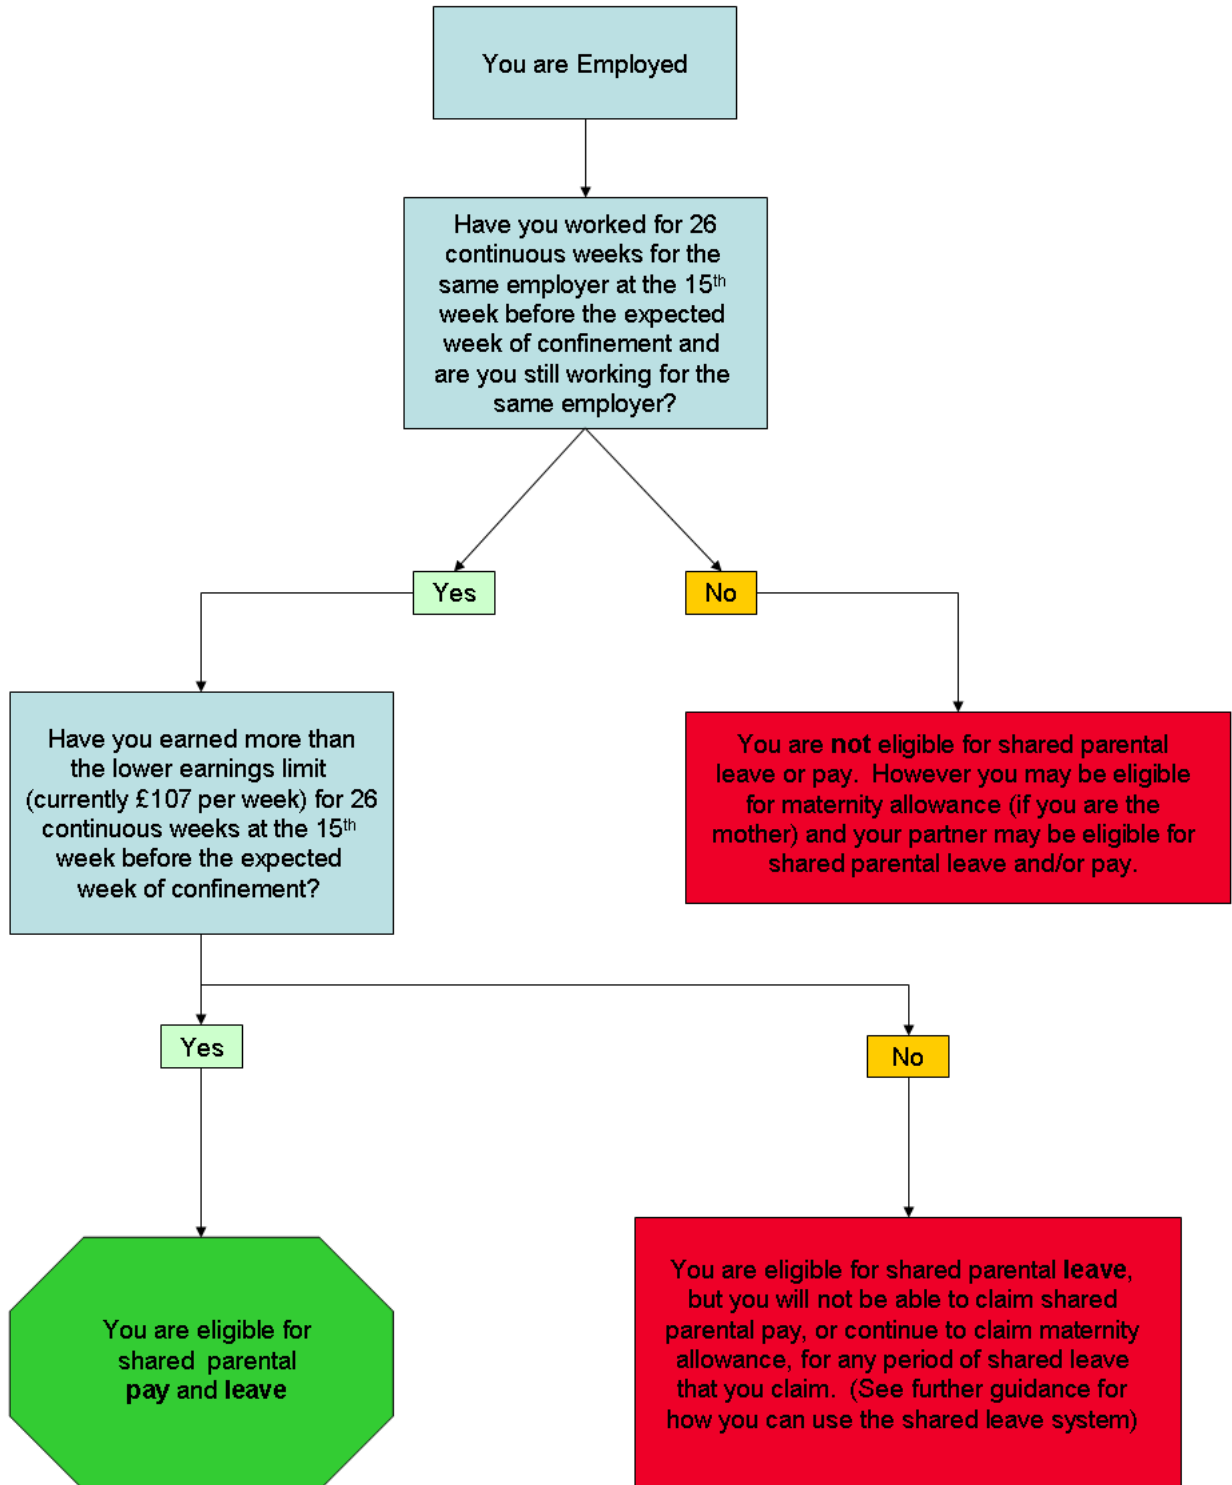 You are Employed
Have you worked for 26
continuous weeks for the
same employer at the 15th
week before the expected
week of confinement and
are you still working for the
same employer?
Yes
No
Have you earned more than
the lower earnings limit
(currently £107 per week) for 26
continuous weeks at the 15th
week before the expected
week of confinement?
You are not eligible for shared parental
leave or pay. However you may be eligible
for maternity allowance (if you are the
mother) and your partner may be eligible for
shared parental leave and/or pay.
Yes
No
You are eligible for
shared parental
pay and leave
You are eligible for shared parental leave,
but you will not be able to claim shared
parental pay, or continue to claim maternity
allowance, for any period of shared leave
that you claim. (See further guidance for
how you can use the shared leave system)